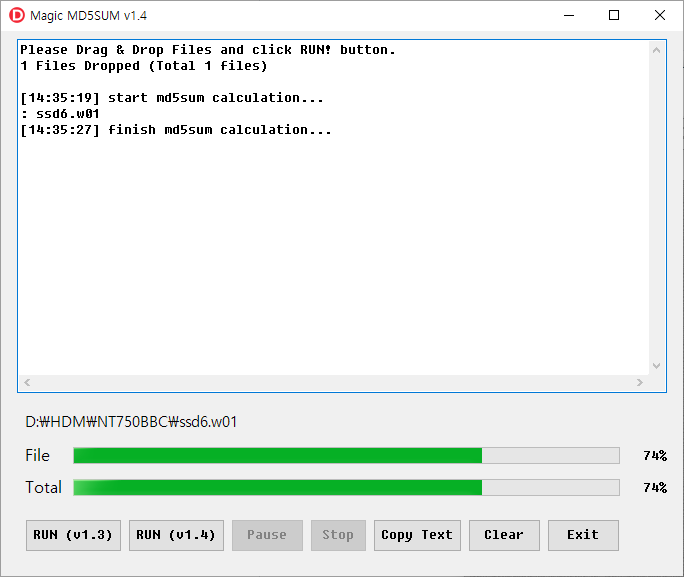 Magic MD5SUM v1.4
Please Drag & Drop Files and click RUN! button.
1 Files Dropped (Total 1 files)
[14:35:19] start md5sum calculation...
: ssd6.w01
[14:35:27] finish md5sum calculation...
D:₩HDM₩NT750BBC₩ssd6.w01
File 74%
Total 74%
RUN (v1.3) RUN (v1.4) Pause Stop Copy Text Clear Exit